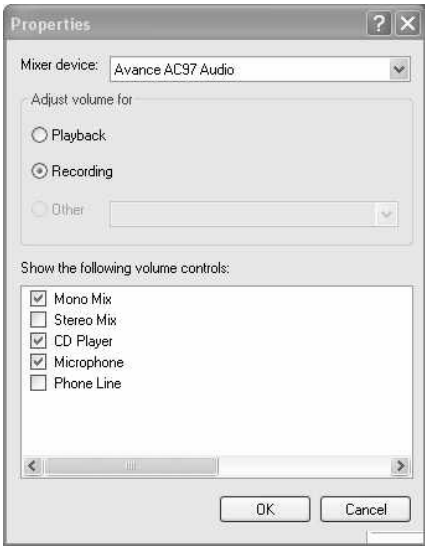 Properties
Mixer device: Avance AC97 Audio
Adjust volume for
Playback
Recording
Other
Show the following volume controls:
Mono Mix
Stereo Mix
CD Player
Microphone
Phone Line
OK Cancel